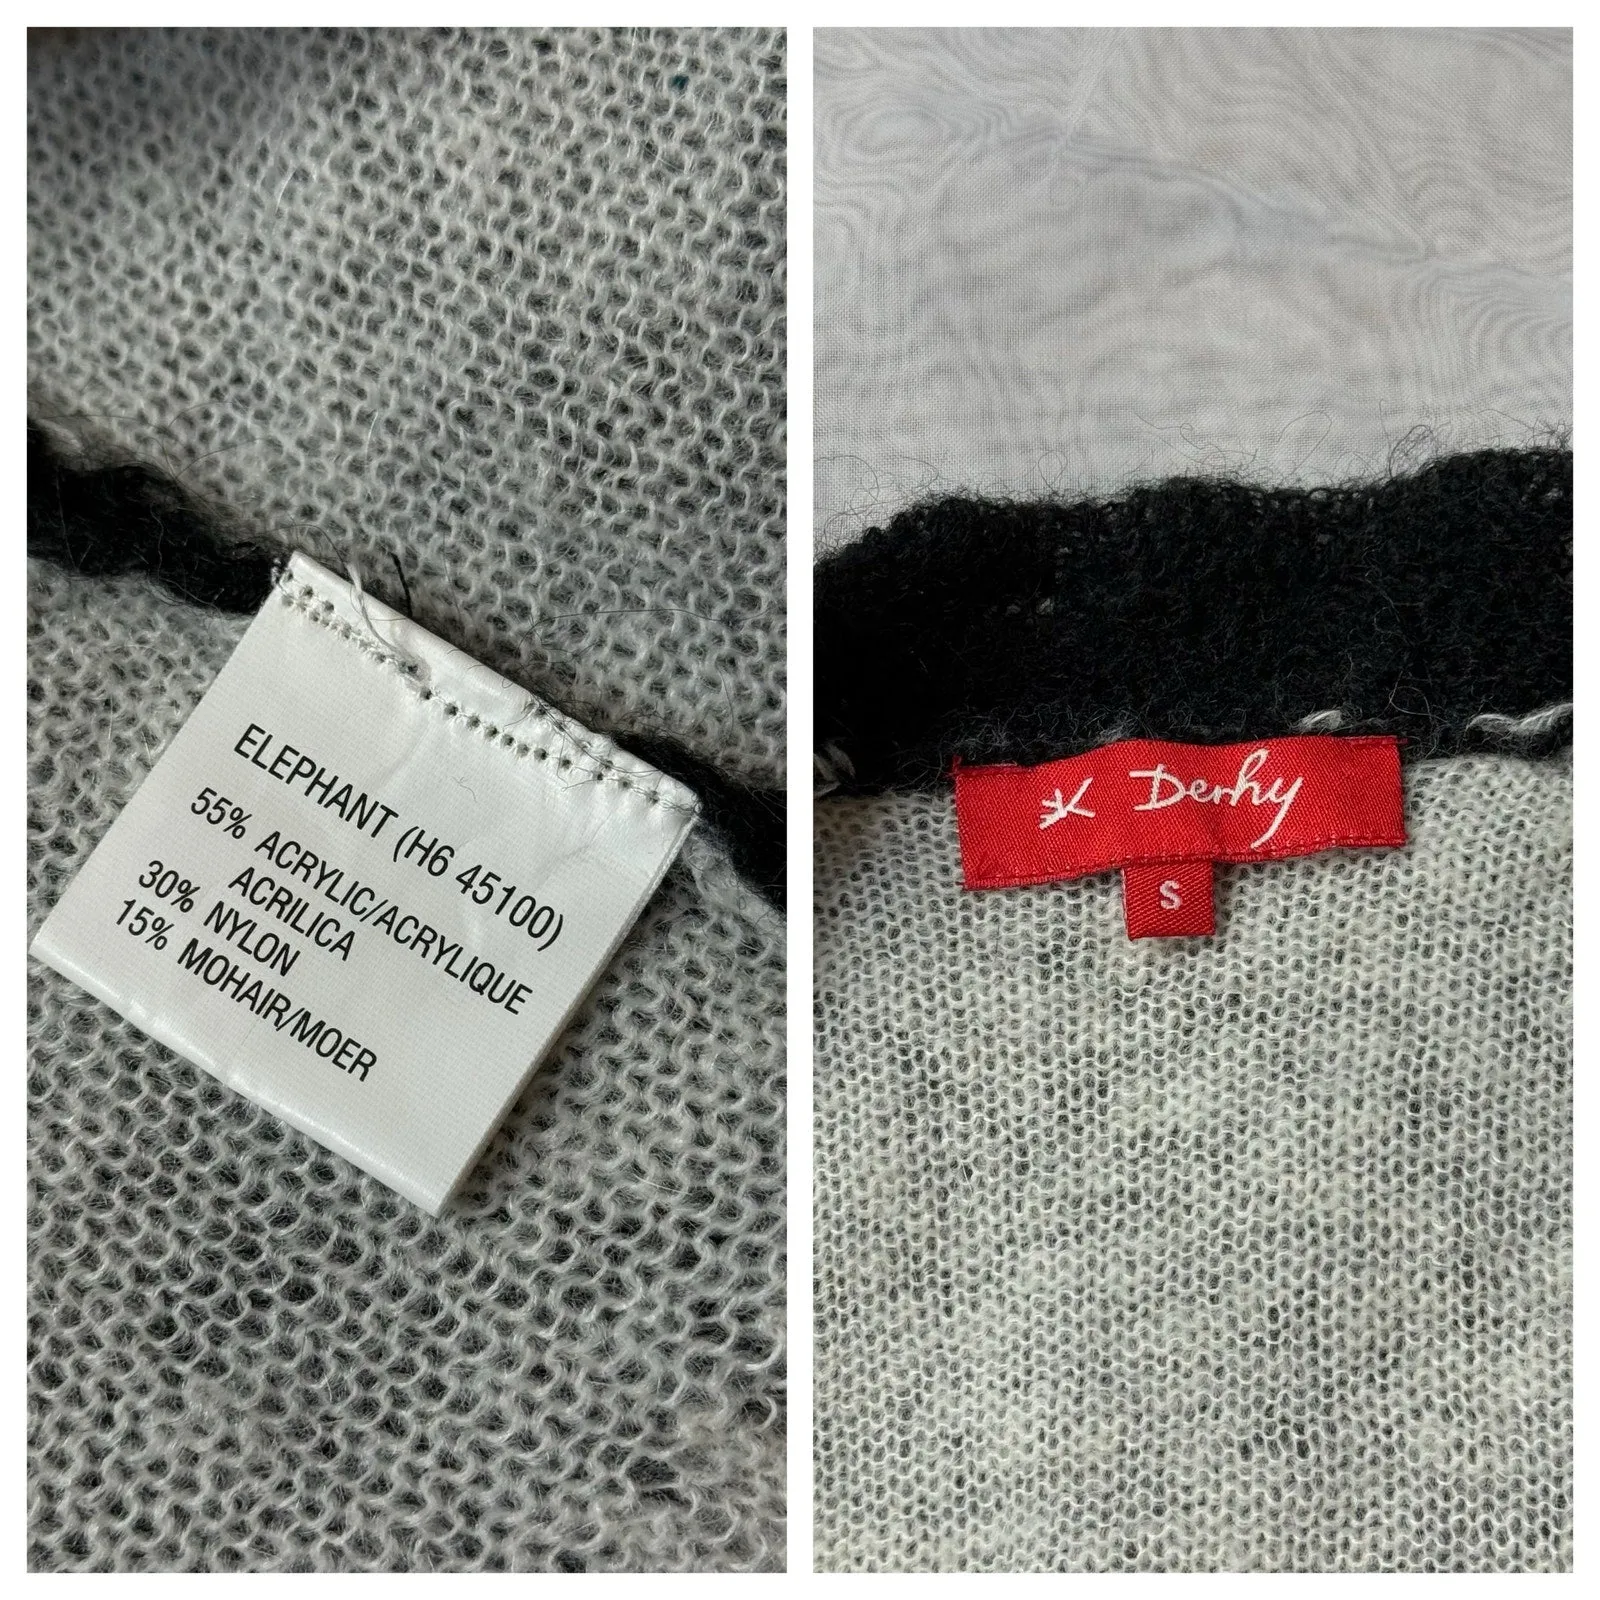 ELEPHANT (H6 45100)
55% ACRYLIC/ACRYLIQUE
ACRILICA
30% NYLON
15% MOHAIR/MOER
K Derhy
S